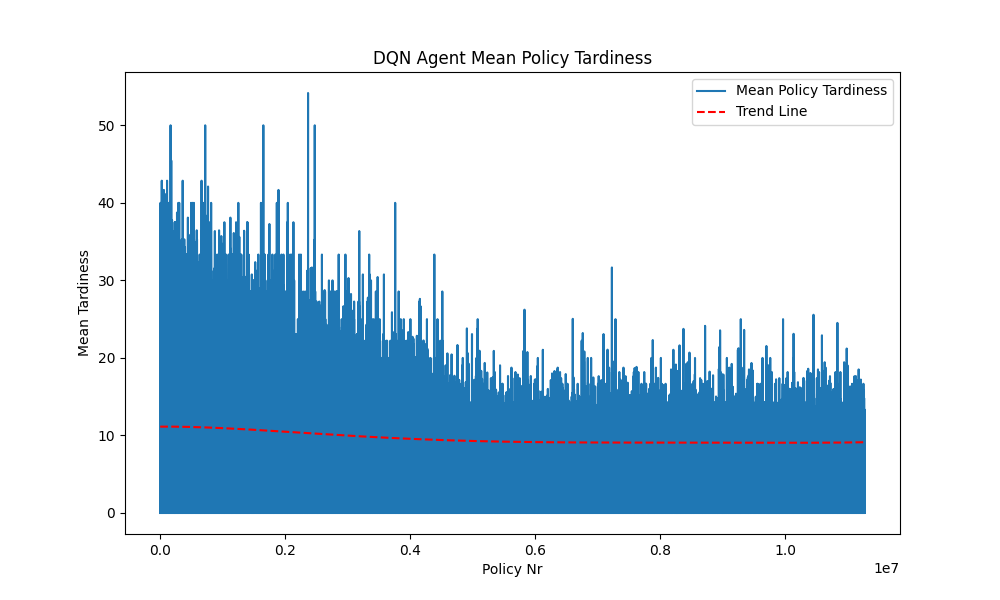 DQN Agent Mean Policy Tardiness
Mean Policy Tardiness
Trend Line
Mean Tardiness
50
40
30
20
10
0
0.0 0.2 0.4 0.6 0.8 1.0
1e7
Policy Nr